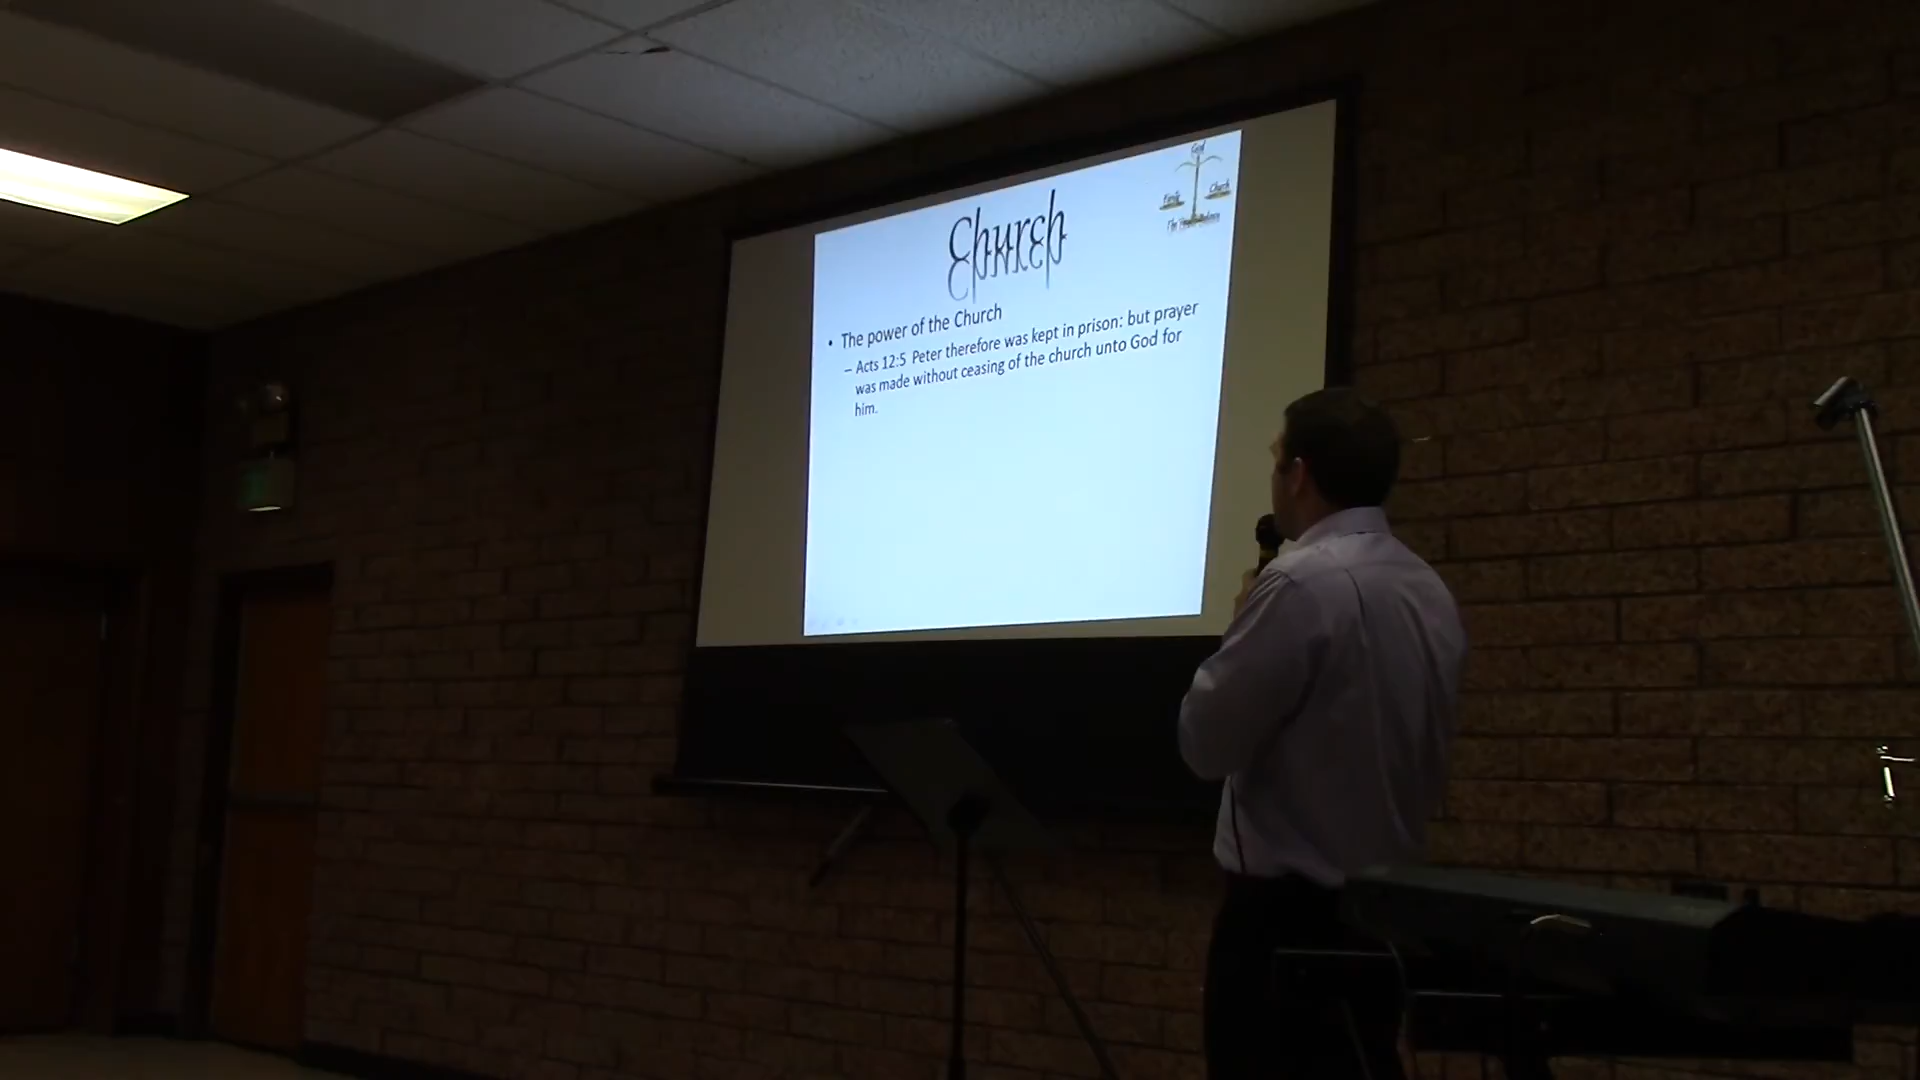 God
Family
Church
Church
• The power of the Church
– Acts 12:5 Peter therefore was kept in prison: but prayer
was made without ceasing of the church unto God for
him.